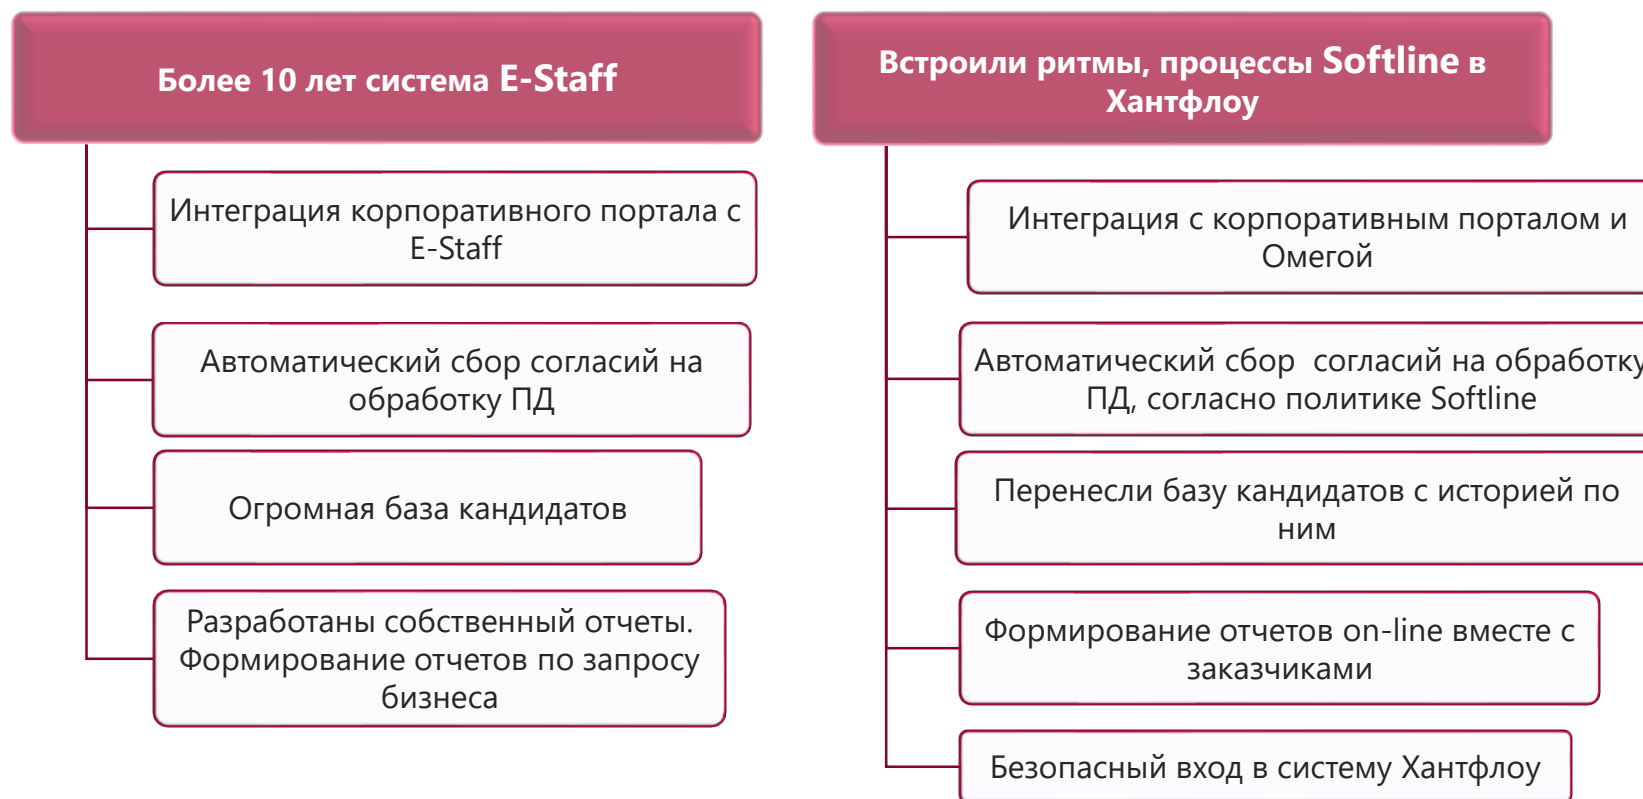 Более 10 лет система E-Staff
Интеграция корпоративного портала с
E-Staff
Автоматический сбор согласий на
обработку ПД
Огромная база кандидатов
Разработаны собственный отчеты.
Формирование отчетов по запросу
бизнеса
Встроили ритмы, процессы Softline в
Хантфлоу
Интеграция с корпоративным порталом и
Омегой
Автоматический сбор  согласий на обработку
ПД, согласно политике Softline
Перенесли базу кандидатов с историей по
ним
Формирование отчетов on-line вместе с
заказчиками
Безопасный вход в систему Хантфлоу